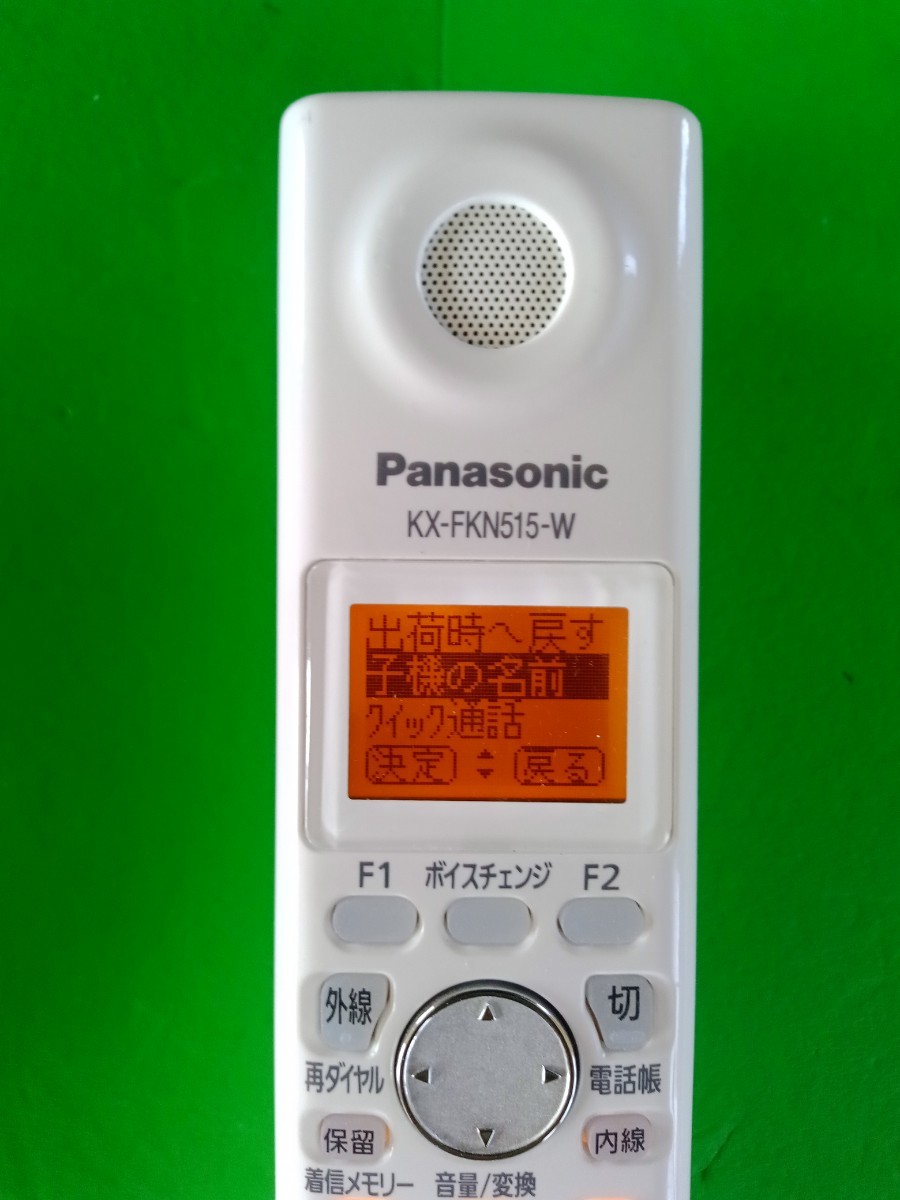 Panasonic
KX-FKN515-W
出荷時へ戻す
子機の名前
クイック通話
決定 戻る
F1 ボイスチェンジ F2
外線 切
再ダイヤル 電話帳
保留 内線
着信メモリー 音量/変換